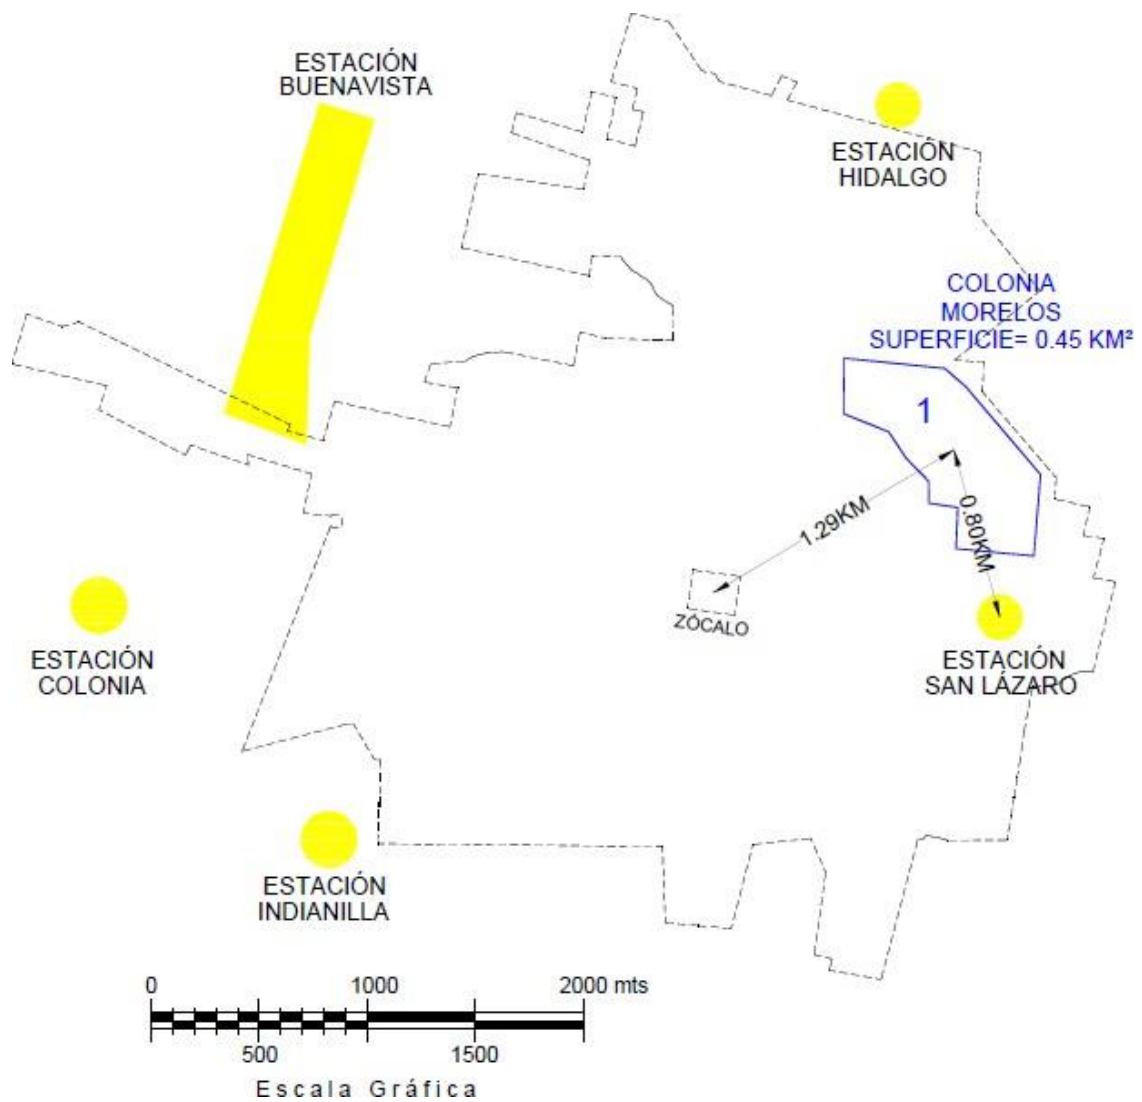 ESTACIÓN
BUENAVISTA
ESTACIÓN
HIDALGO
COLONIA
MORELOS
SUPERFICIE= 0.45 KM²
1
1.29KM
0.80KM
ZÓCALO
ESTACIÓN
COLONIA
ESTACIÓN
SAN LÁZARO
ESTACIÓN
INDIANILLA
0 1000 2000 mts
500 1500
Escala Gráfica